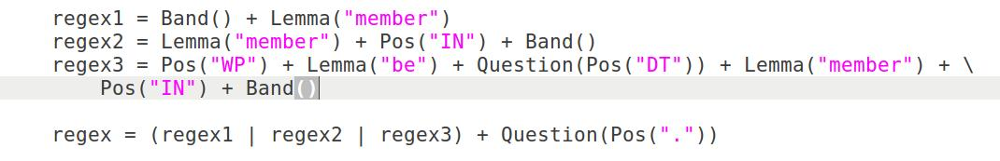 regex1 = Band() + Lemma("member")
regex2 = Lemma("member") + Pos("IN") + Band()
regex3 = Pos("WP") + Lemma("be") + Question(Pos("DT")) + Lemma("member") + \
    Pos("IN") + Band()
regex = (regex1 | regex2 | regex3) + Question(Pos("."))